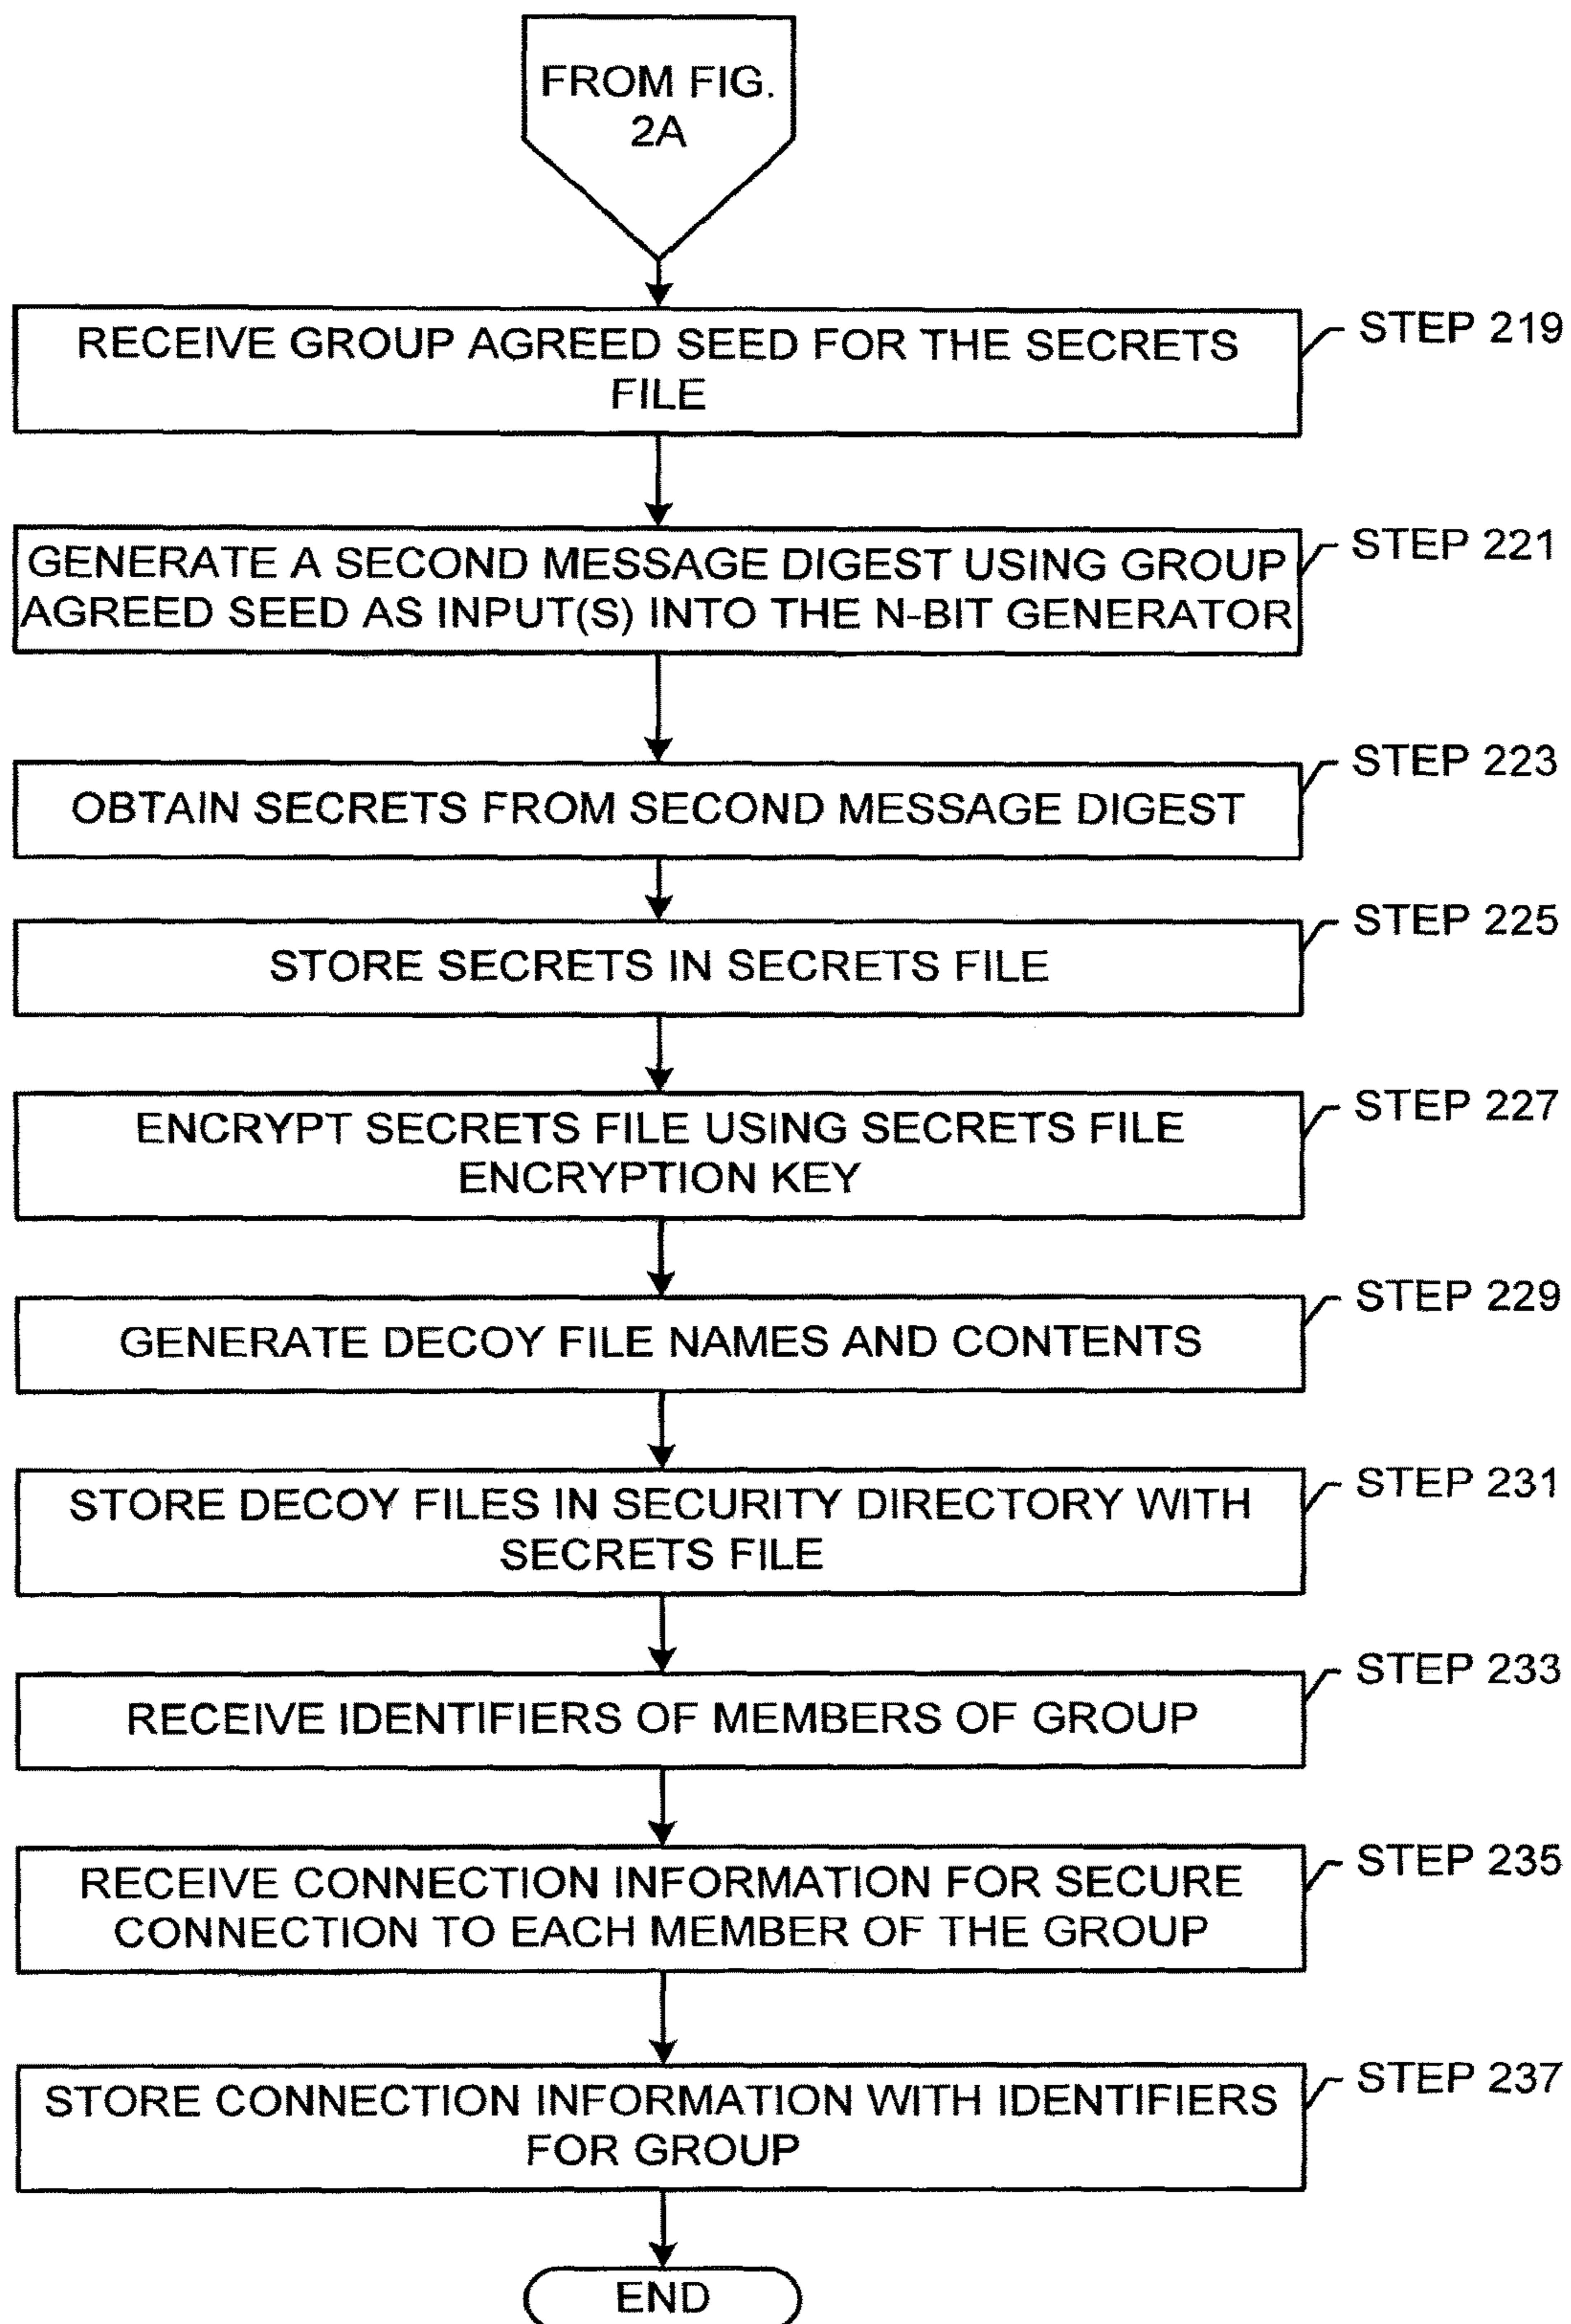 FROM FIG.
2A
RECEIVE GROUP AGREED SEED FOR THE SECRETS
FILE
STEP 219
GENERATE A SECOND MESSAGE DIGEST USING GROUP
AGREED SEED AS INPUT(S) INTO THE N-BIT GENERATOR
STEP 221
OBTAIN SECRETS FROM SECOND MESSAGE DIGEST
STEP 223
STORE SECRETS IN SECRETS FILE
STEP 225
ENCRYPT SECRETS FILE USING SECRETS FILE
ENCRYPTION KEY
STEP 227
GENERATE DECOY FILE NAMES AND CONTENTS
STEP 229
STORE DECOY FILES IN SECURITY DIRECTORY WITH
SECRETS FILE
STEP 231
RECEIVE IDENTIFIERS OF MEMBERS OF GROUP
STEP 233
RECEIVE CONNECTION INFORMATION FOR SECURE
CONNECTION TO EACH MEMBER OF THE GROUP
STEP 235
STORE CONNECTION INFORMATION WITH IDENTIFIERS
FOR GROUP
STEP 237
END